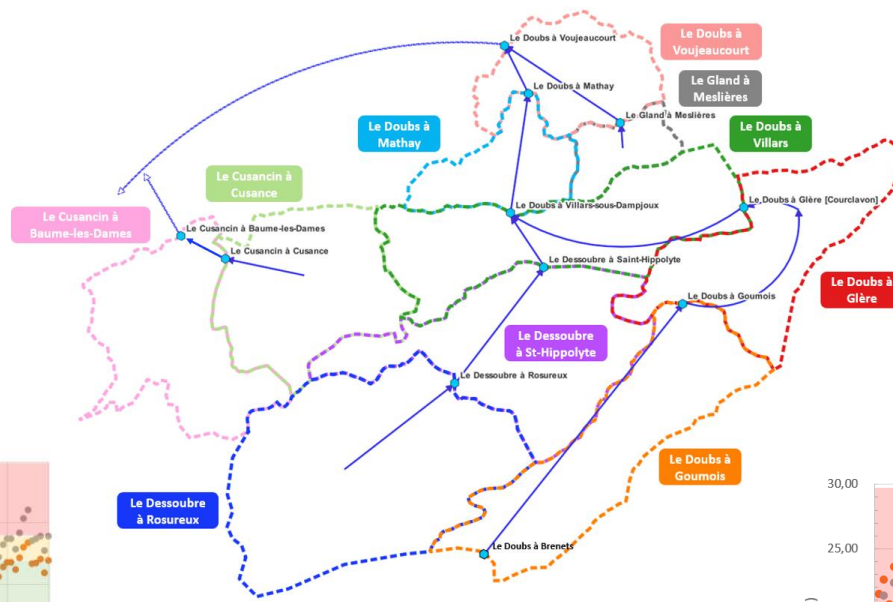 Le Doubs à Voujeaucourt
Le Doubs à
Voujeaucourt
Le Doubs à Mathay
Le Gland à
Meslières
Le Gland à Meslières
Le Doubs à
Mathay
Le Doubs à
Villars
Le Cusancin à
Cusance
Le Doubs à Villars-sous-Dampjoux
Le Doubs à Glère [Courclavon]
Le Cusancin à
Baume-les-Dames
Le Cusancin à Baume-les-Dames
Le Cusancin à Cusance
Le Dessoubre à Saint-Hippolyte
Le Doubs à
Glère
Le Doubs à Goumois
Le Dessoubre
à St-Hippolyte
Le Dessoubre à Rosureux
Le Doubs à
Goumois
30,00
Le Dessoubre
à Rosureux
Le Doubs à Brenets
25,00